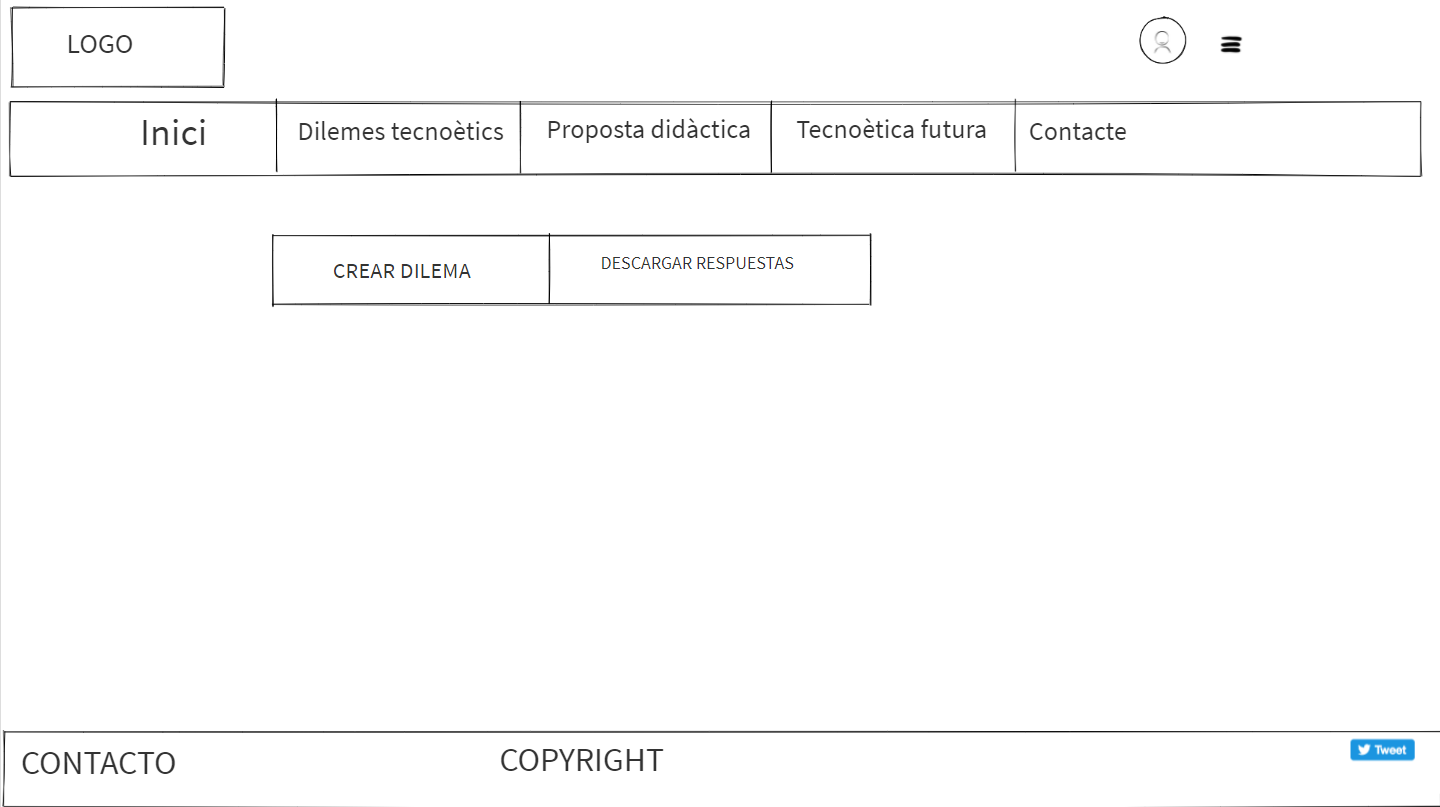 LOGO
Inici
Dilemes tecnoètics
Proposta didàctica
Tecnoètica futura
Contacte
CREAR DILEMA
DESCARGAR RESPUESTAS
CONTACTO
COPYRIGHT
Tweet